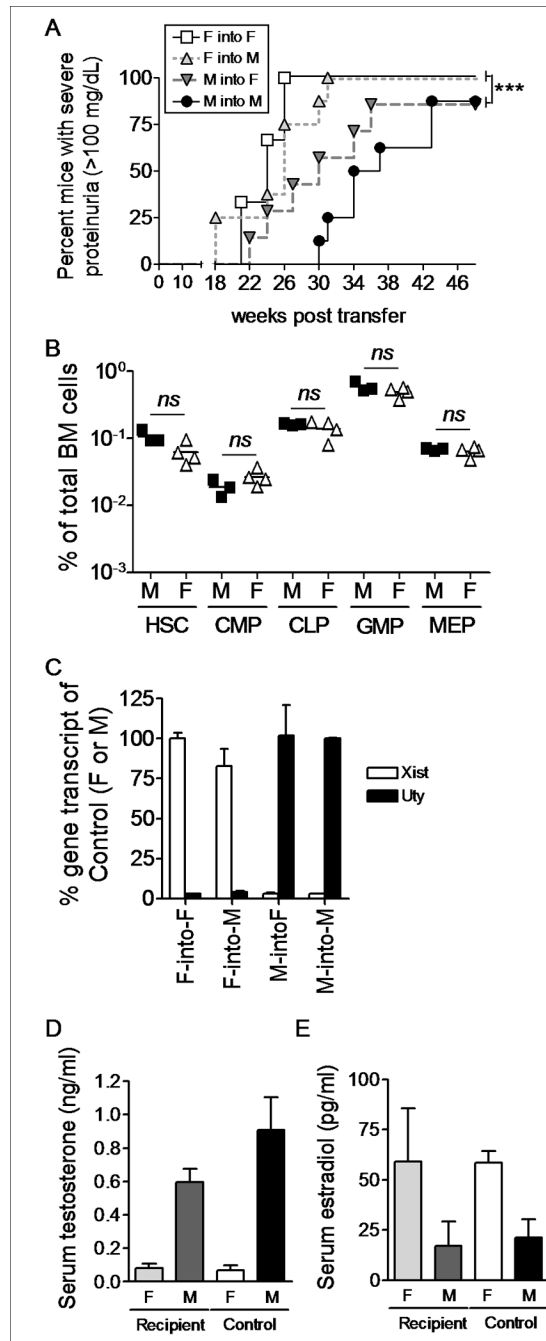 A
F into F
F into M
M into F
M into M
Percent mice with severe
proteinuria (>100 mg/dL)
100
75
50
25
0
***
0 10 18 22 26 30 34 38 42 46
weeks post transfer
B
% of total BM cells
10⁰
10⁻¹
10⁻²
10⁻³
ns ns ns ns ns
M F M F M F M F M F
HSC CMP CLP GMP MEP
C
% gene transcript of
Control (F or M)
125
100
75
50
25
0
Xist
Uty
F-into-F
F-into-M
M-intoF
M-into-M
D
Serum testosterone (ng/ml)
1.2
1.0
0.8
0.6
0.4
0.2
0.0
F M F M
Recipient Control
E
Serum estradiol (pg/ml)
100
75
50
25
0
F M F M
Recipient Control